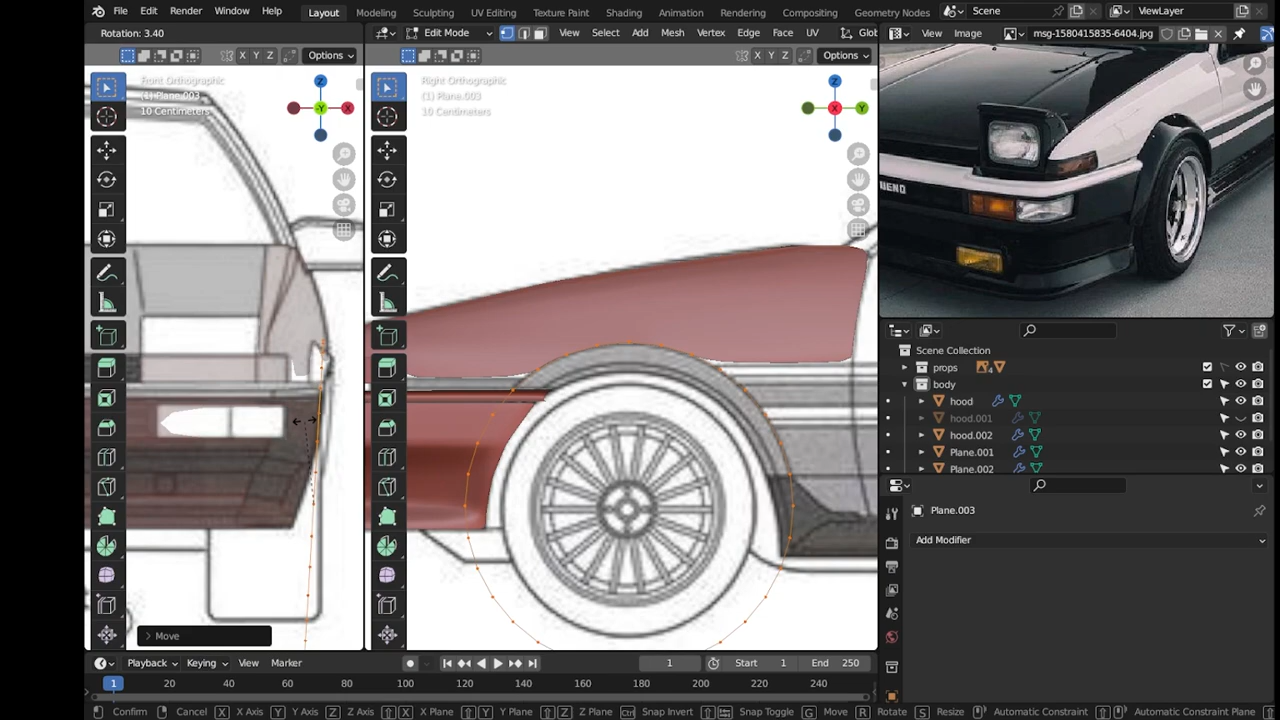 File Edit Render Window Help Layout Modeling Sculpting UV Editing Texture Paint Shading Animation Rendering Compositing Geometry Nodes Scene ViewLayer
Rotation: 3.40 Edit Mode View Select Add Mesh Vertex Edge Face UV Glob View Image msg-1580415835-6404.jpg
X Y Z Options X Y Z Options
Front Orthographic
(1) Plane.003
10 Centimeters
Right Orthographic
(1) Plane.003
10 Centimeters
Z
-Y X
Z
X Y
Scene Collection
props 4
body
hood
hood.001
hood.002
Plane.001
Plane.002
Plane.003
Add Modifier
Move
Playback Keying View Marker 1 Start 1 End 250
1 20 40 60 80 100 120 140 160 180 200 220 240
Confirm Cancel X X Axis Y Y Axis Z Z Axis X X Plane Y Y Plane Z Z Plane Snap Invert Snap Toggle G Move R Rotate S Resize Automatic Constraint Automatic Constraint Plane